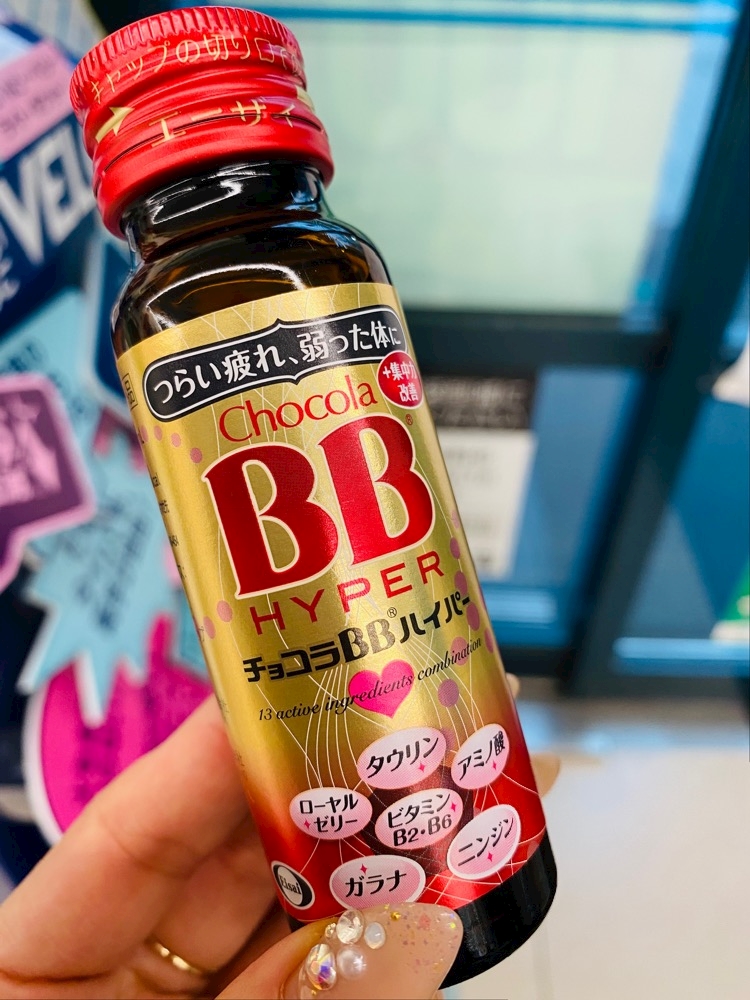 キャップの切り口
エーザイ
VEL
つらい疲れ、弱った体に
+集中力
改善
Chocola
BB®
HYPER
チョコラBB®ハイパー
13 active ingredients combination
タウリン
アミノ酸
ローヤル
ゼリー
ビタミン
B2・B6
ニンジン
ガラナ
Eisai